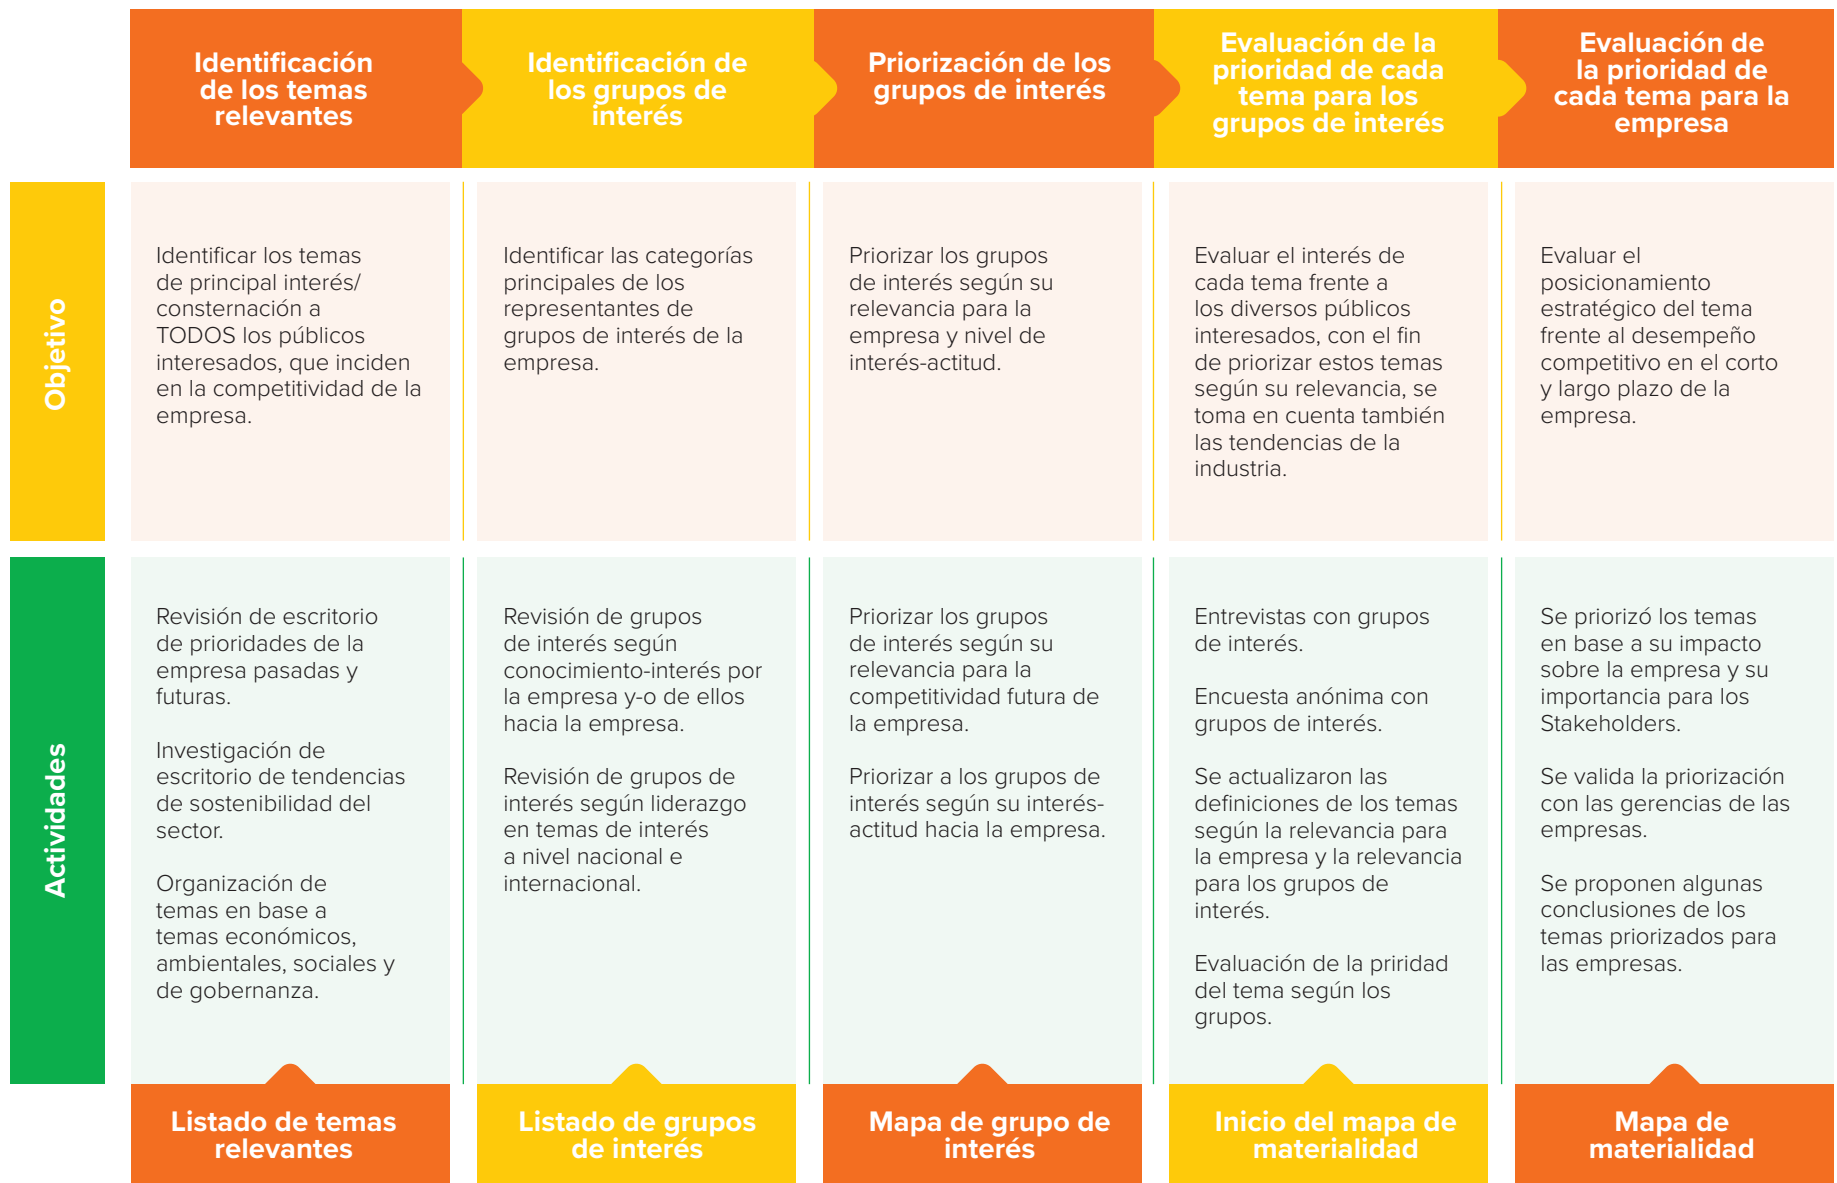 Identificación
de los temas
relevantes
Identificación de
los grupos de
interés
Priorización de los
grupos de interés
Evaluación de la
prioridad de cada
tema para los
grupos de interés
Evaluación de
la prioridad de
cada tema para la
empresa
Objetivo
Identificar los temas
de principal interés/
consternación a
TODOS los públicos
interesados, que inciden
en la competitividad de la
empresa.
Identificar las categorías
principales de los
representantes de
grupos de interés de la
empresa.
Priorizar los grupos
de interés según su
relevancia para la
empresa y nivel de
interés-actitud.
Evaluar el interés de
cada tema frente a
los diversos públicos
interesados, con el fin
de priorizar estos temas
según su relevancia, se
toma en cuenta también
las tendencias de la
industria.
Evaluar el
posicionamiento
estratégico del tema
frente al desempeño
competitivo en el corto
y largo plazo de la
empresa.
Actividades
Revisión de escritorio
de prioridades de la
empresa pasadas y
futuras.
Investigación de
escritorio de tendencias
de sostenibilidad del
sector.
Organización de
temas en base a
temas económicos,
ambientales, sociales y
de gobernanza.
Revisión de grupos
de interés según
conocimiento-interés por
la empresa y-o de ellos
hacia la empresa.
Revisión de grupos de
interés según liderazgo
en temas de interés
a nivel nacional e
internacional.
Priorizar los grupos
de interés según su
relevancia para la
competitividad futura de
la empresa.
Priorizar a los grupos de
interés según su interés-
actitud hacia la empresa.
Entrevistas con grupos
de interés.
Encuesta anónima con
grupos de interés.
Se actualizaron las
definiciones de los temas
según la relevancia para
la empresa y la relevancia
para los grupos de
interés.
Evaluación de la priridad
del tema según los
grupos.
Se priorizó los temas
en base a su impacto
sobre la empresa y su
importancia para los
Stakeholders.
Se valida la priorización
con las gerencias de las
empresas.
Se proponen algunas
conclusiones de los
temas priorizados para
las empresas.
Listado de temas
relevantes
Listado de grupos
de interés
Mapa de grupo de
interés
Inicio del mapa de
materialidad
Mapa de
materialidad